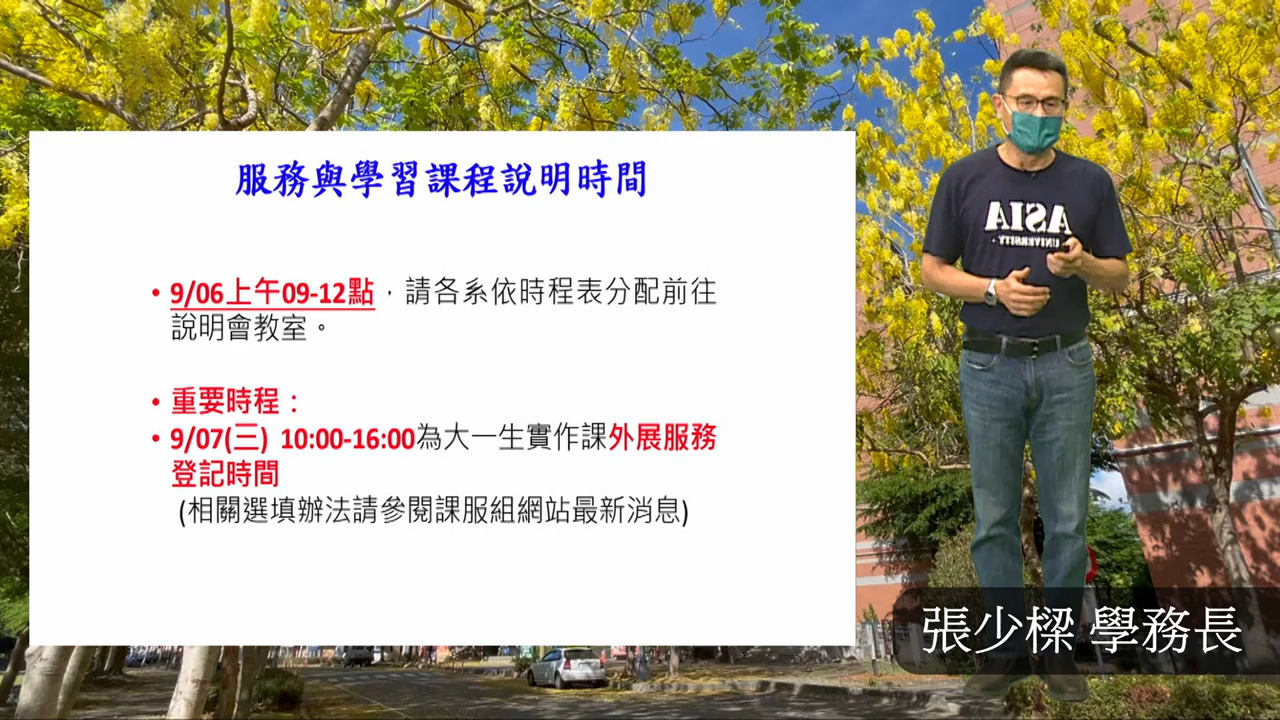 服務與學習課程說明時間
• 9/06上午09-12點，請各系依時程表分配前往
說明會教室。
• 重要時程：
• 9/07(三) 10:00-16:00為大一生實作課外展服務
登記時間
(相關選填辦法請參閱課服組網站最新消息)
ASIA
UNIVERSITY
張少樑 學務長